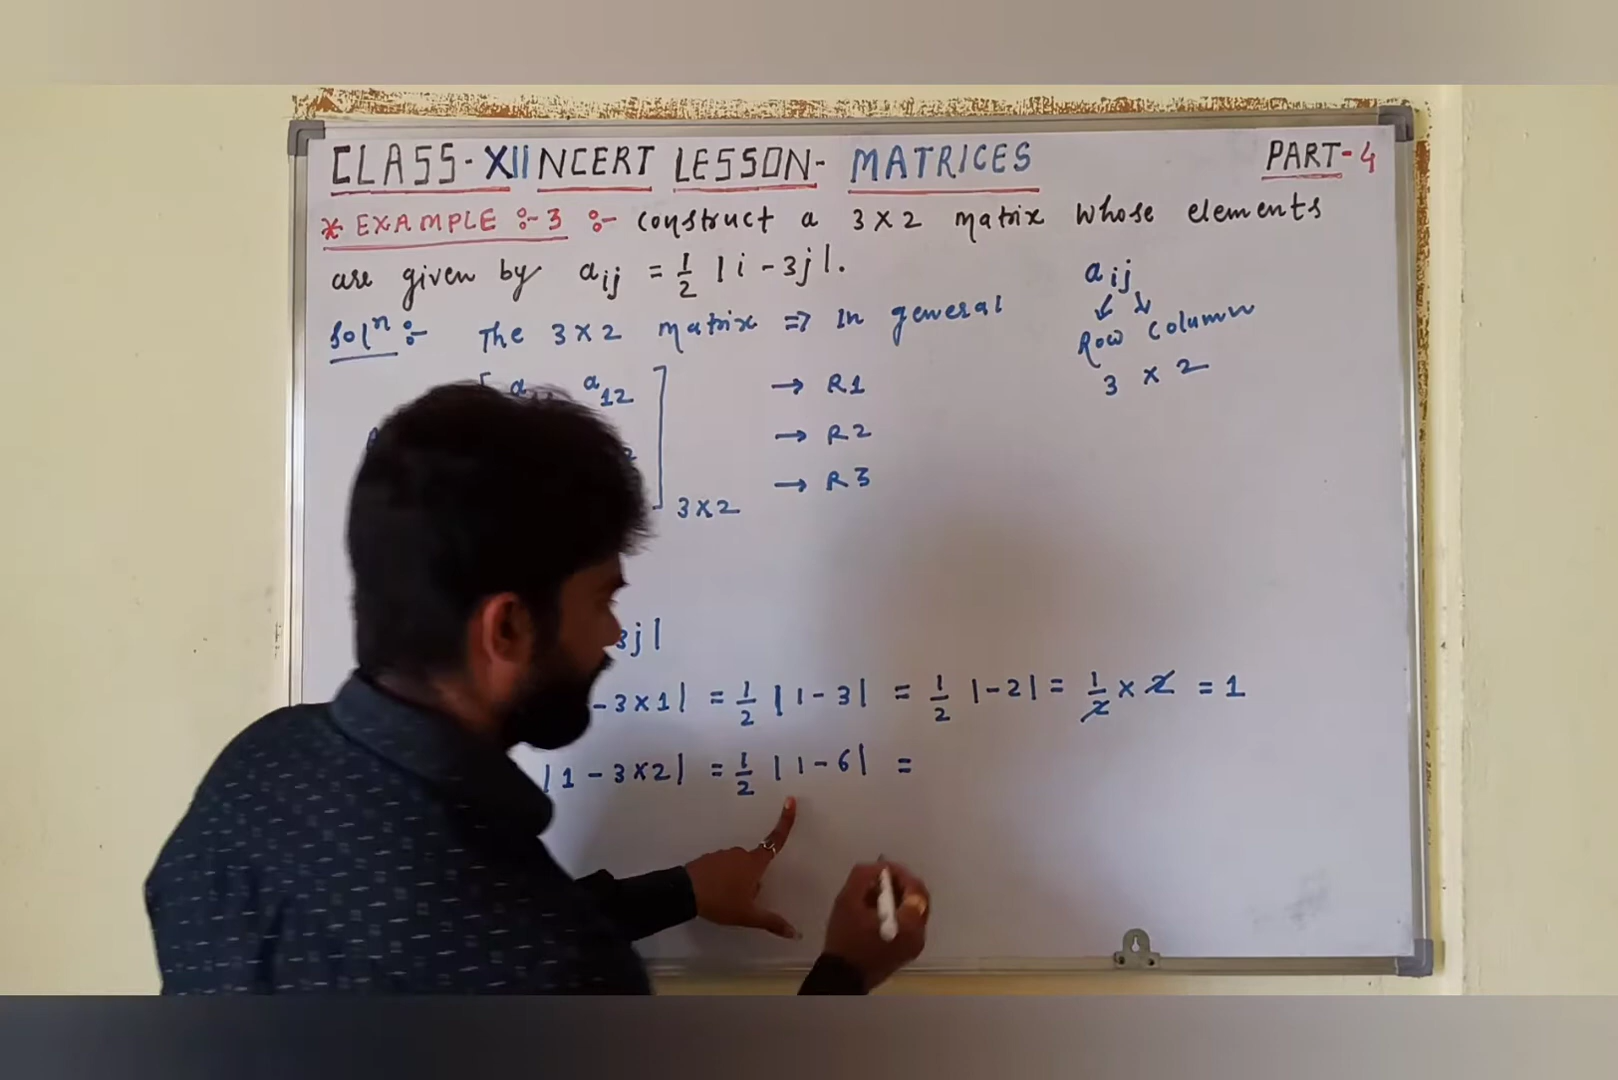 CLASS-XII NCERT LESSON- MATRICES PART-4
* EXAMPLE :- 3 :- construct a 3×2 matrix whose elements
are given by aij = 1/2 |i - 3j|.
aij
Row column
3 × 2
Solⁿ :- The 3×2 matrix ⇒ In general
a12 → R1
→ R2
→ R3
3×2
3j|
-3×1| = 1/2 |1-3| = 1/2 |-2| = 1/2 × 2 = 1
|1-3×2| = 1/2 |1-6| =